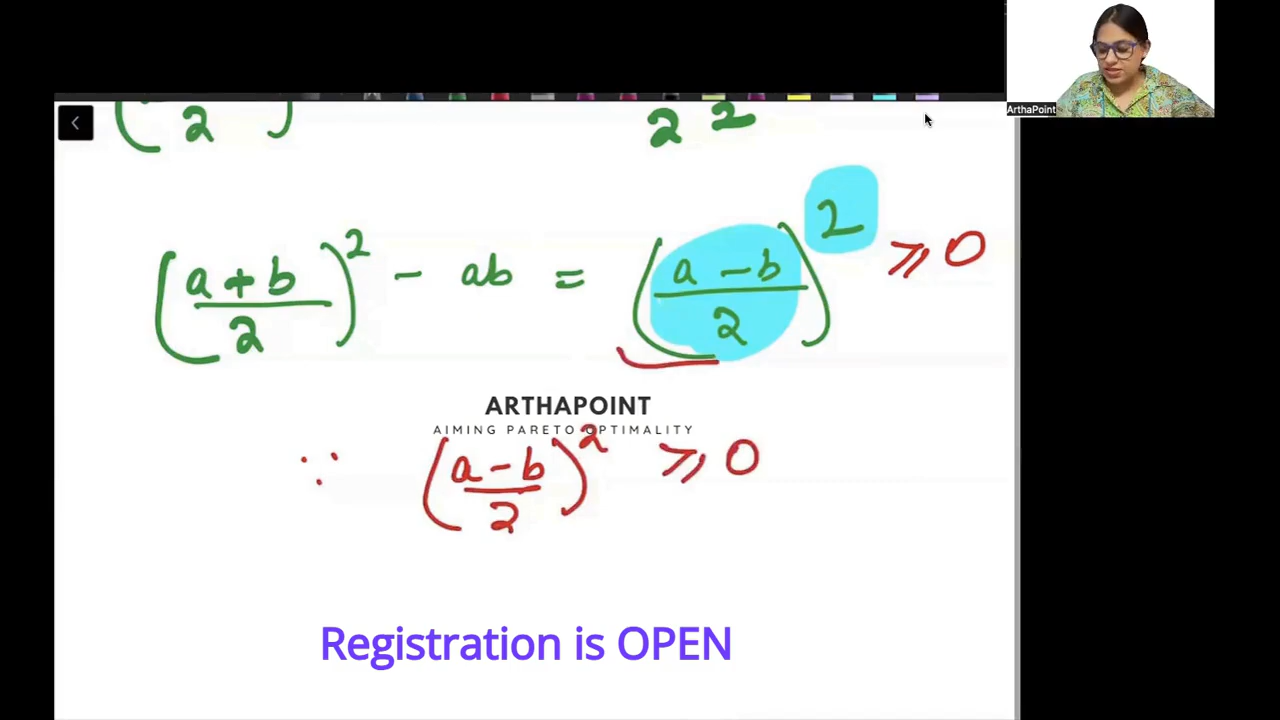 2
2 2
(a + b / 2)² - ab = (a - b / 2)² ⩾ 0
ArthaPoint
ARTHAPOINT
AIMING PARETO OPTIMALITY
∵ (a - b / 2)² ⩾ 0
Registration is OPEN